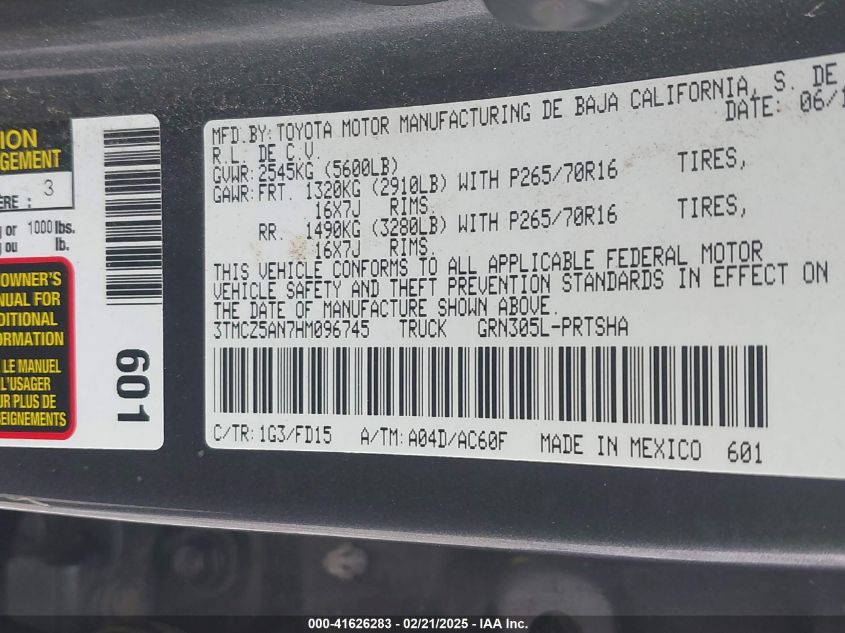 MFD.BY: TOYOTA MOTOR MANUFACTURING DE BAJA CALIFORNIA, S. DE
R.L. DE C.V. DATE: 06/1
GVWR: 2545KG (5600LB)
GAWR: FRT. 1320KG (2910LB) WITH P265/70R16 TIRES,
16X7J RIMS.
RR. 1490KG (3280LB) WITH P265/70R16 TIRES,
16X7J RIMS.
THIS VEHICLE CONFORMS TO ALL APPLICABLE FEDERAL MOTOR
VEHICLE SAFETY AND THEFT PREVENTION STANDARDS IN EFFECT ON
THE DATE OF MANUFACTURE SHOWN ABOVE.
3TMCZ5AN7HM096745 TRUCK GRN305L-PRTSHA
C/TR: 1G3/FD15 A/TM: A04D/AC60F MADE IN MEXICO 601
ION
GEMENT
ÈRE : 3
g or 1000 lbs.
g ou lb.
OWNER'S
NUAL FOR
DITIONAL
ORMATION
LE MANUEL
L'USAGER
UR PLUS DE
SEIGNEMENTS
601
000-41626283 - 02/21/2025 - IAA Inc.